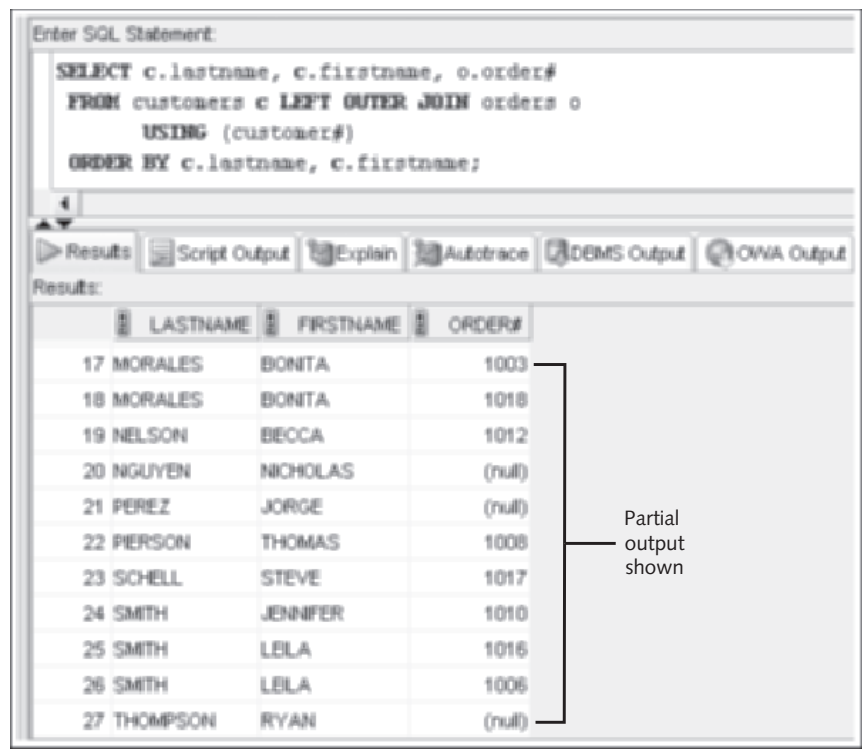 Enter SQL Statement:
SELECT c.lastname, c.firstname, o.order#
FROM customers c LEFT OUTER JOIN orders o
USING (customer#)
ORDER BY c.lastname, c.firstname;
Results Script Output Explain Autotrace DBMS Output OWA Output
Results:
LASTNAME FIRSTNAME ORDER#
17 MORALES BONITA 1003
18 MORALES BONITA 1018
19 NELSON BECCA 1012
20 NGUYEN NICHOLAS (null)
21 PEREZ JORGE (null)
22 PIERSON THOMAS 1008
23 SCHELL STEVE 1017
24 SMITH JENNIFER 1010
25 SMITH LEILA 1016
26 SMITH LEILA 1006
27 THOMPSON RYAN (null)
Partial
output
shown